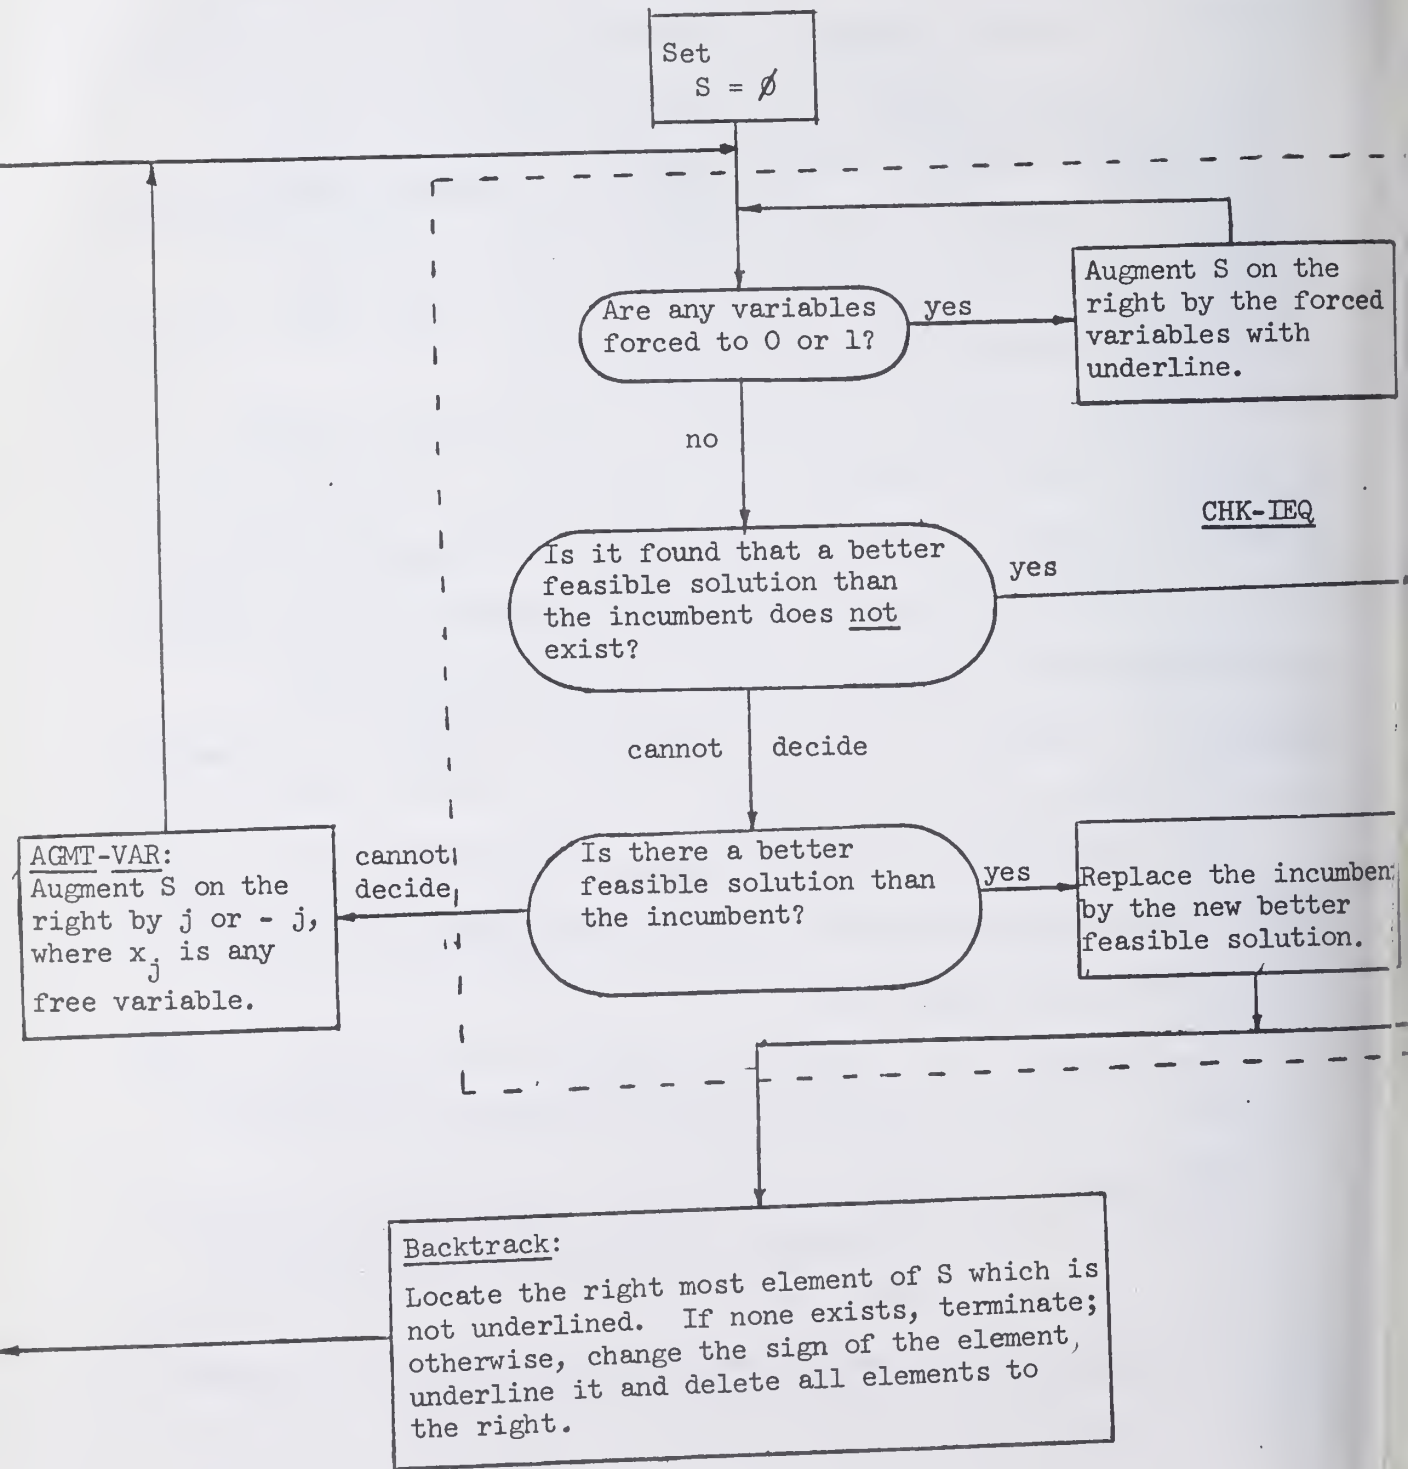 Set
S = Ø
Are any variables
forced to 0 or 1?
yes
Augment S on the
right by the forced
variables with
underline.
no
CHK-IEQ
Is it found that a better
feasible solution than
the incumbent does not
exist?
yes
cannot decide
AGMT-VAR:
Augment S on the
right by j or - j,
where x_j is any
free variable.
cannot
decide
Is there a better
feasible solution than
the incumbent?
yes
Replace the incumben
by the new better
feasible solution.
Backtrack:
Locate the right most element of S which is
not underlined. If none exists, terminate;
otherwise, change the sign of the element,
underline it and delete all elements to
the right.